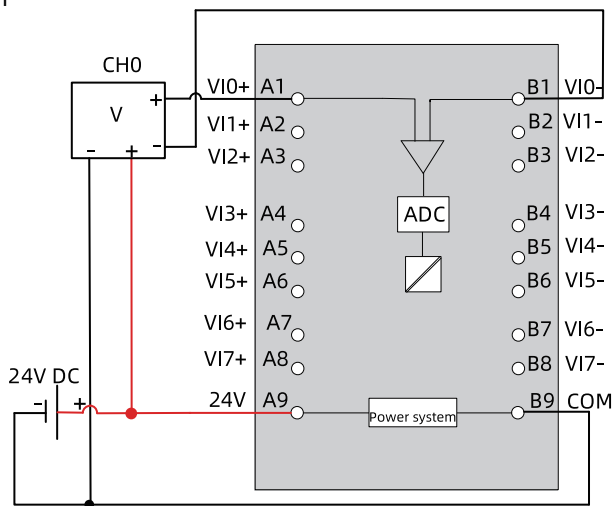 CH0
V
+
-
-
+
VI0+ A1
B1 VI0-
VI1+ A2
B2 VI1-
VI2+ A3
B3 VI2-
VI3+ A4
B4 VI3-
ADC
VI4+ A5
B5 VI4-
VI5+ A6
B6 VI5-
VI6+ A7
B7 VI6-
VI7+ A8
B8 VI7-
24V DC
- +
24V A9
B9 COM
Power system